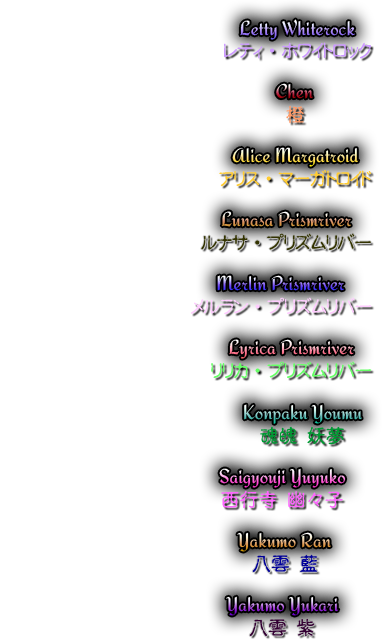 Letty Whiterock
レティ・ホワイトロック
Chen
橙
Alice Margatroid
アリス・マーガトロイド
Lunasa Prismriver
ルナサ・プリズムリバー
Merlin Prismriver
メルラン・プリズムリバー
Lyrica Prismriver
リリカ・プリズムリバー
Konpaku Youmu
魂魄 妖夢
Saigyouji Yuyuko
西行寺 幽々子
Yakumo Ran
八雲 藍
Yakumo Yukari
八雲 紫